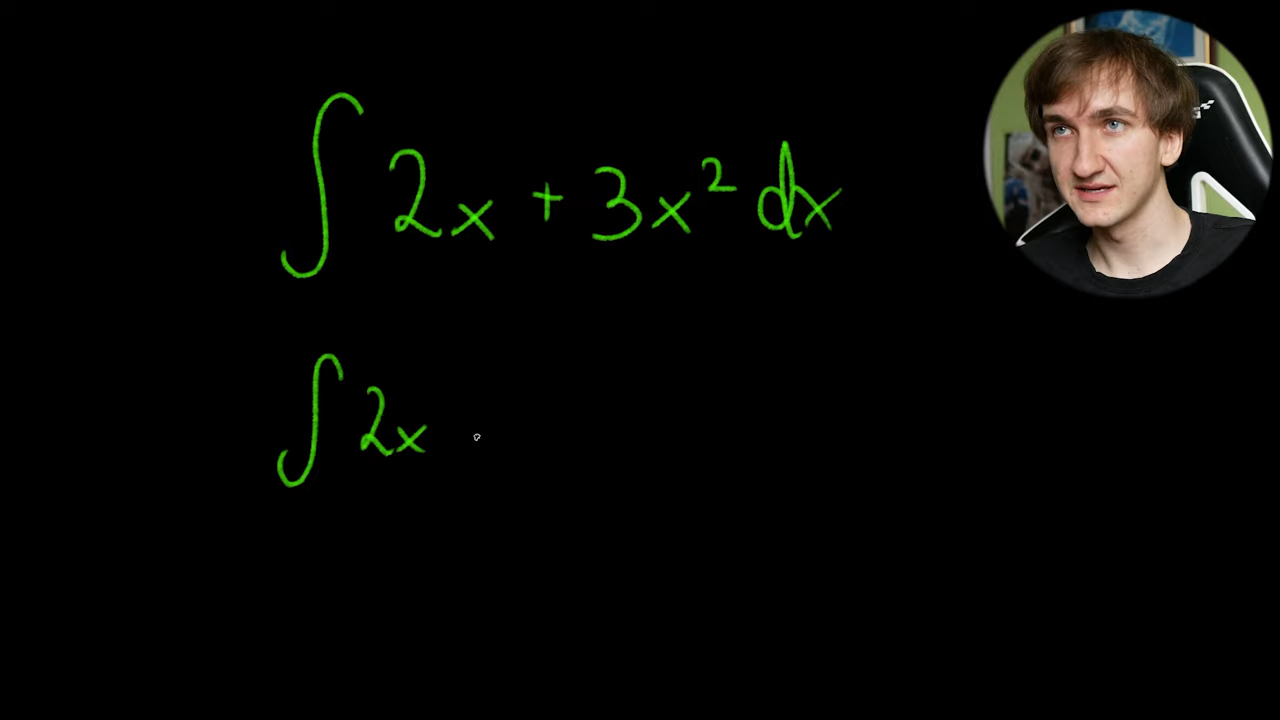 ∫ 2x + 3x² dx
∫ 2x